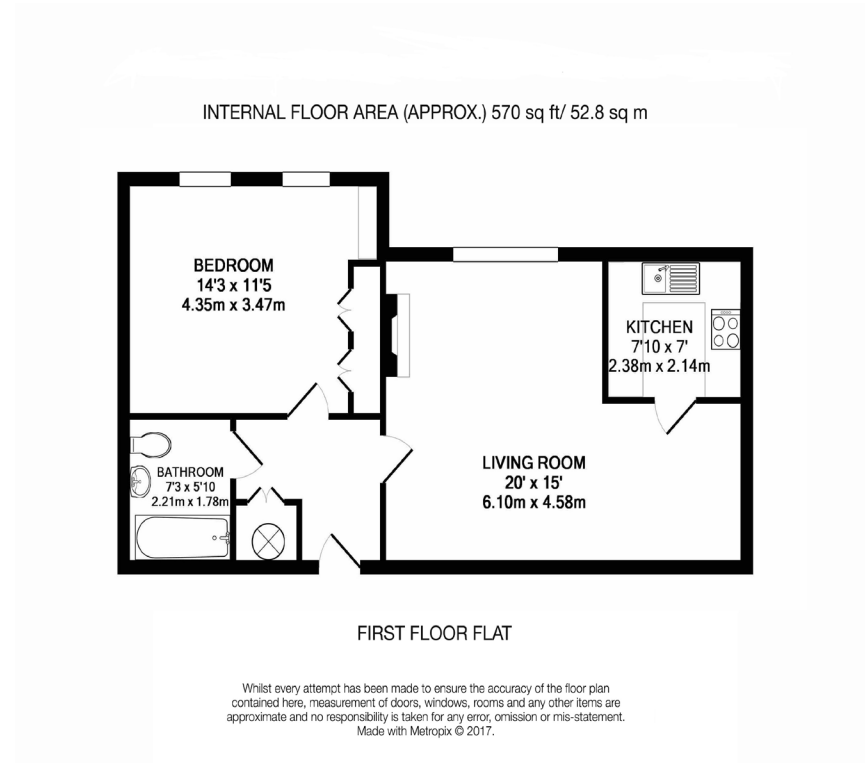 INTERNAL FLOOR AREA (APPROX.) 570 sq ft/ 52.8 sq m
BEDROOM
14'3 x 11'5
4.35m x 3.47m
KITCHEN
7'10 x 7'
2.38m x 2.14m
LIVING ROOM
20' x 15'
6.10m x 4.58m
BATHROOM
7'3 x 5'10
2.21m x 1.78m
FIRST FLOOR FLAT
Whilst every attempt has been made to ensure the accuracy of the floor plan
contained here, measurement of doors, windows, rooms and any other items are
approximate and no responsibility is taken for any error, omission or mis-statement.
Made with Metropix © 2017.